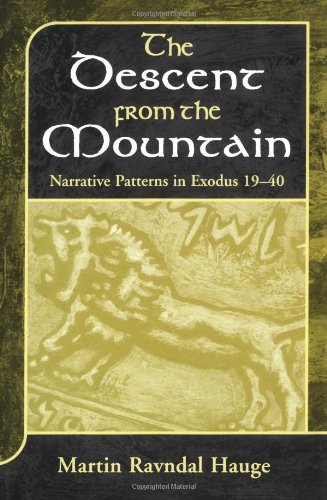 The
Descent
from the
Mountain
Narrative Patterns in Exodus 19–40
Martin Ravndal Hauge